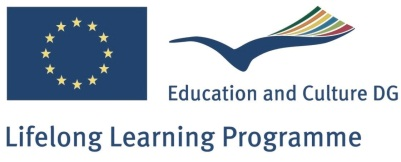 Education and Culture DG
Lifelong Learning Programme